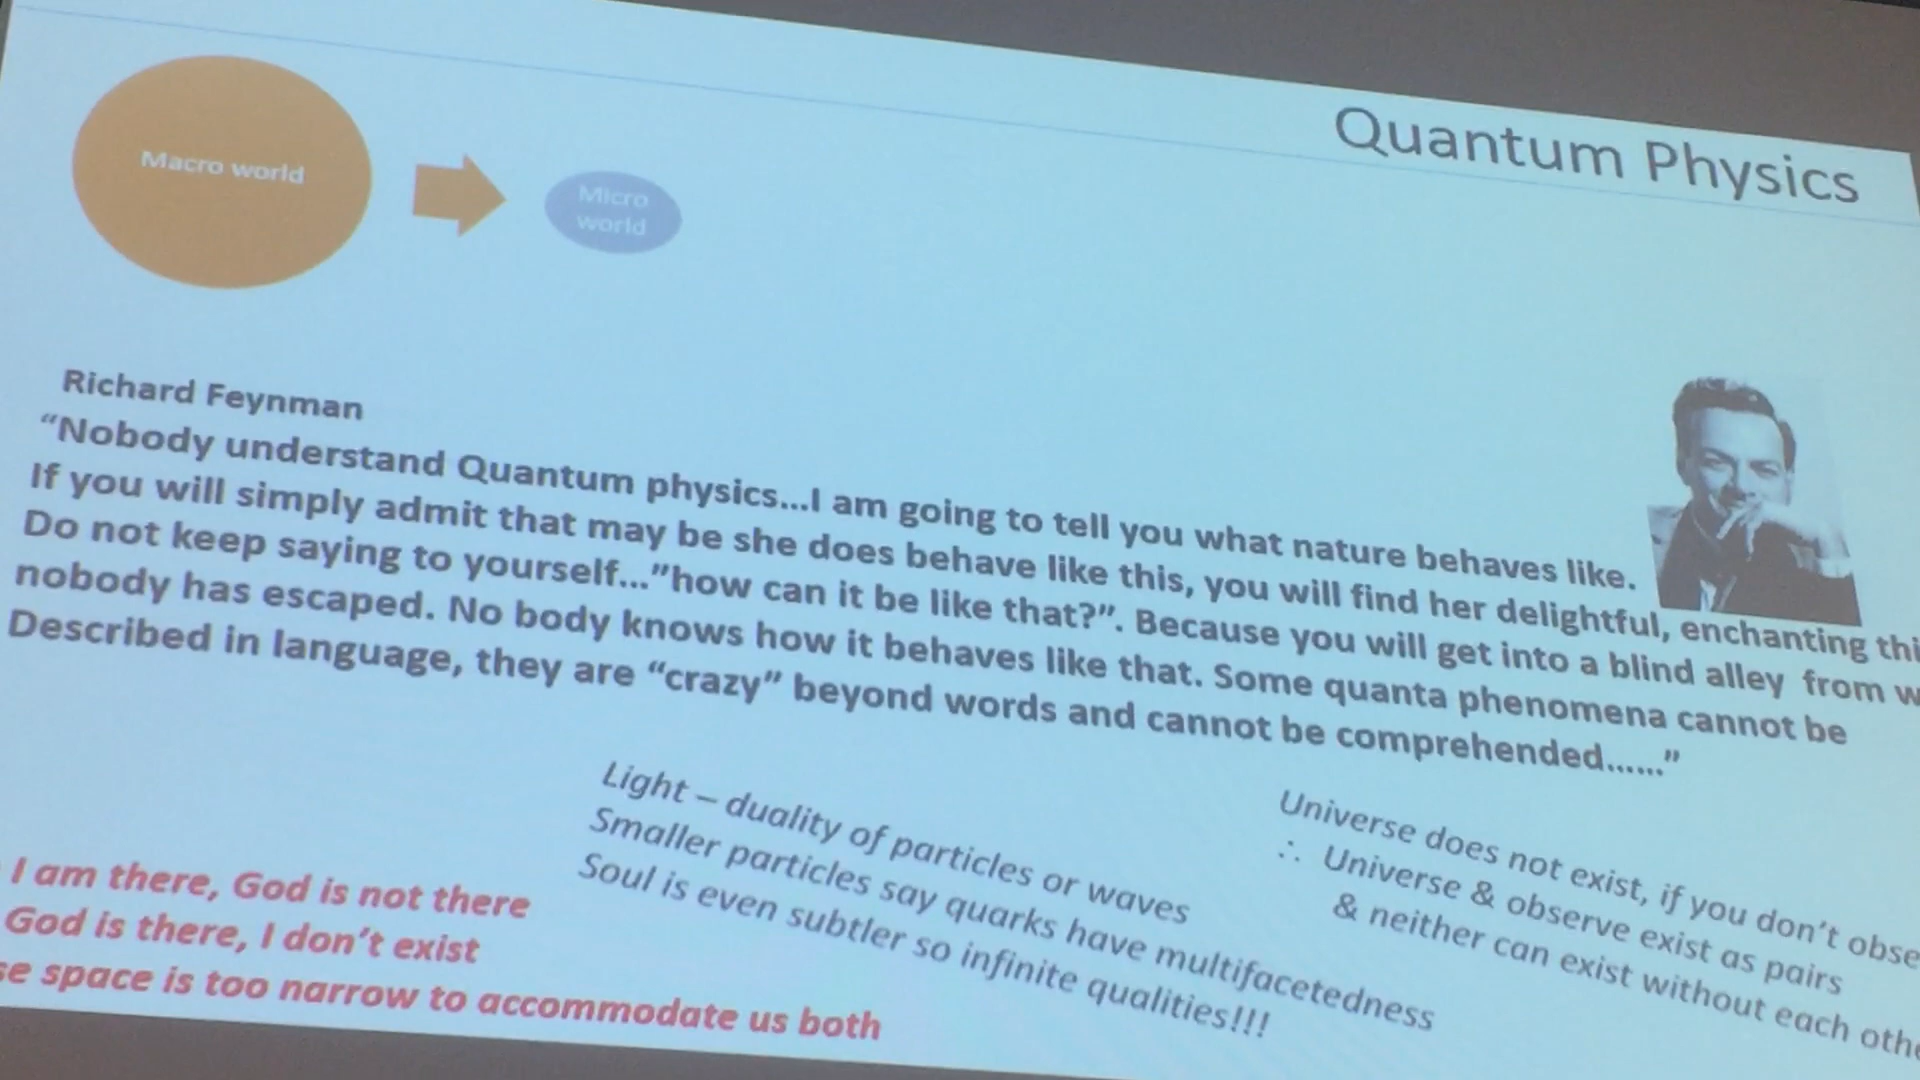 Quantum Physics
Macro world
Micro
world
Richard Feynman
“Nobody understand Quantum physics...I am going to tell you what nature behaves like.
If you will simply admit that may be she does behave like this, you will find her delightful, enchanting
Do not keep saying to yourself...”how can it be like that?”. Because you will get into a blind alley from
nobody has escaped. No body knows how it behaves like that. Some quanta phenomena cannot be
Described in language, they are “crazy” beyond words and cannot be comprehended......”
Light – duality of particles or waves
Smaller particles say quarks have multifacetedness
Soul is even subtler so infinite qualities!!!
Universe does not exist, if you don’t
∴ Universe & observe exist as pairs
& neither can exist without each
I am there, God is not there
God is there, I don’t exist
space is too narrow to accommodate us both